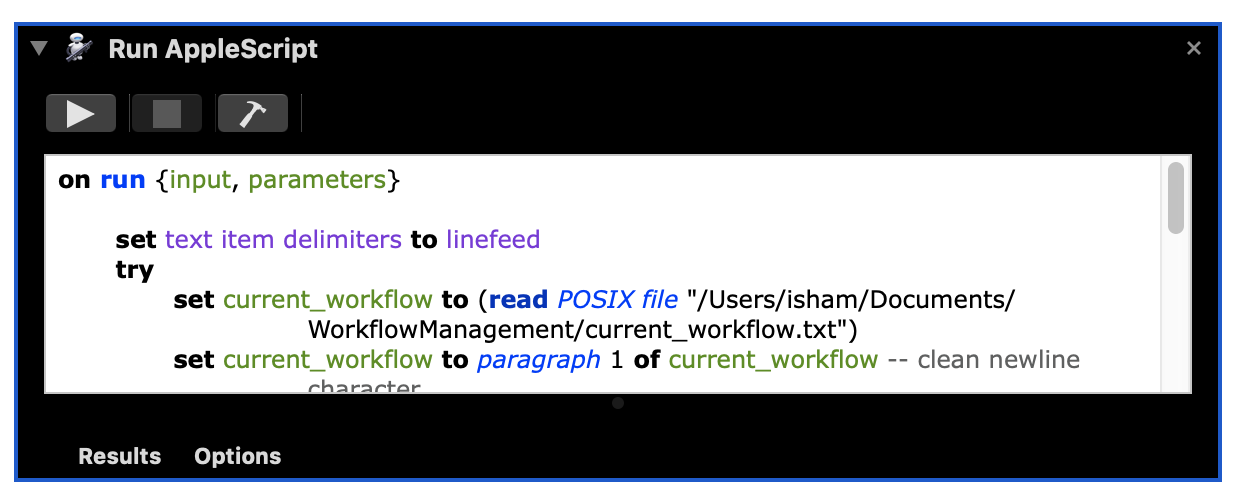 Run AppleScript
on run {input, parameters}
set text item delimiters to linefeed
try
set current_workflow to (read POSIX file "/Users/isham/Documents/
WorkflowManagement/current_workflow.txt")
set current_workflow to paragraph 1 of current_workflow -- clean newline
character
Results Options